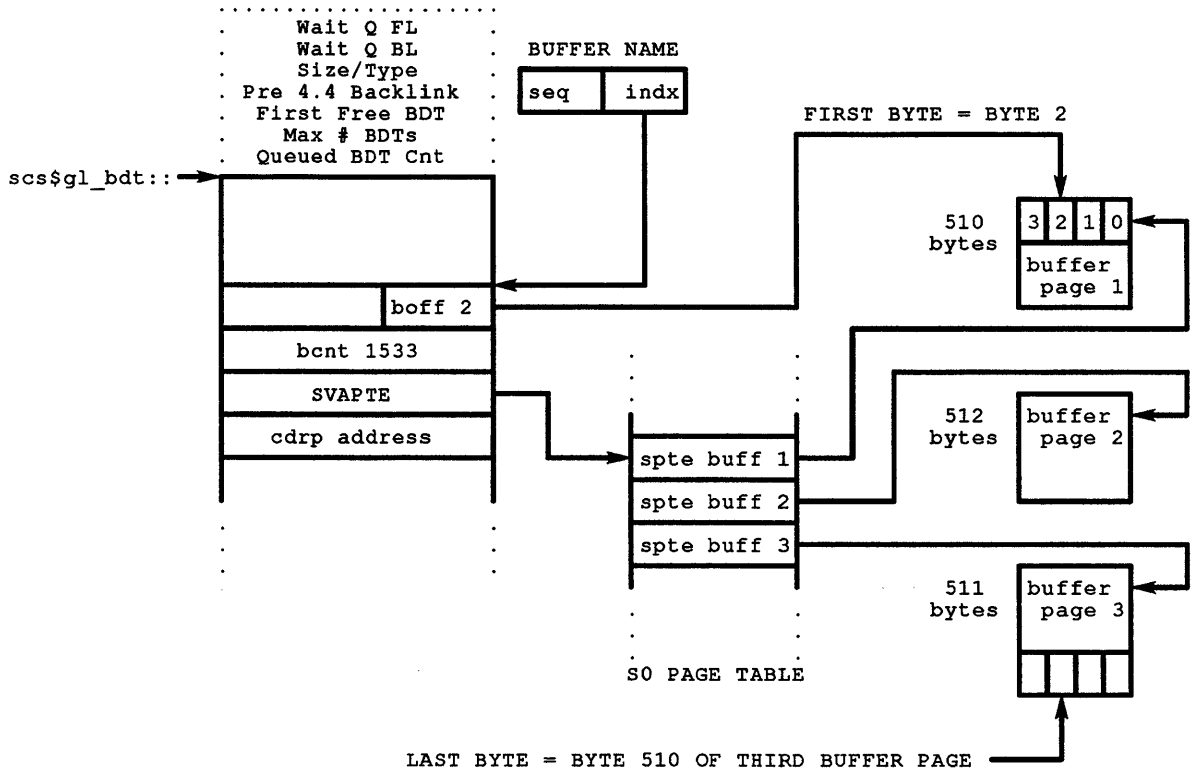 Wait Q FL
Wait Q BL
Size/Type
Pre 4.4 Backlink
First Free BDT
Max # BDTs
Queued BDT Cnt
BUFFER NAME
seq indx
FIRST BYTE = BYTE 2
scs$gl_bdt::
510
bytes
3 2 1 0
buffer
page 1
boff 2
bcnt 1533
SVAPTE
cdrp address
512
bytes
buffer
page 2
spte buff 1
spte buff 2
spte buff 3
511
bytes
buffer
page 3
S0 PAGE TABLE
LAST BYTE = BYTE 510 OF THIRD BUFFER PAGE